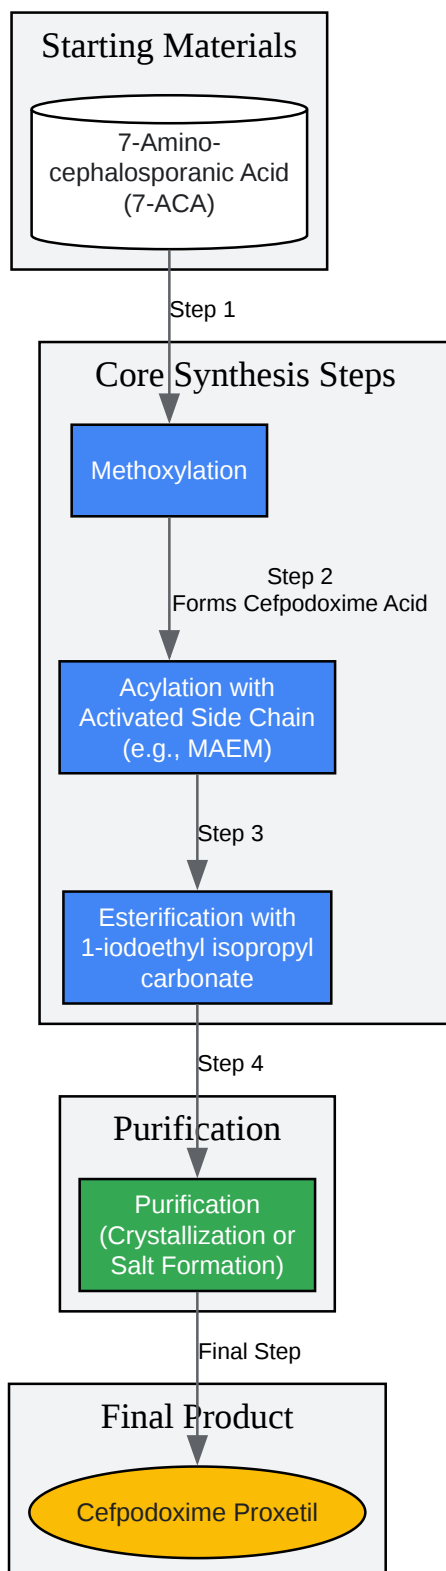 Starting Materials
7-Amino-
cephalosporanic Acid
(7-ACA)
Step 1
Core Synthesis Steps
Methoxylation
Step 2
Forms Cefpodoxime Acid
Acylation with
Activated Side Chain
(e.g., MAEM)
Step 3
Esterification with
1-iodoethyl isopropyl
carbonate
Step 4
Purification
Purification
(Crystallization or
Salt Formation)
Final Step
Final Product
Cefpodoxime Proxetil